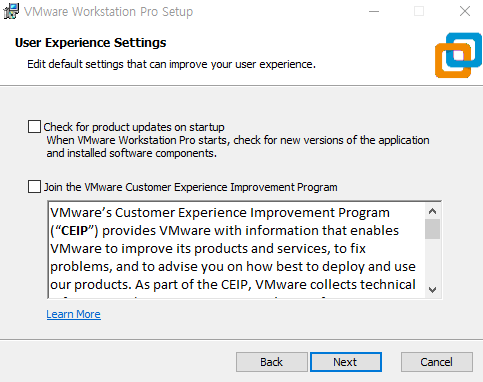 VMware Workstation Pro Setup
User Experience Settings
Edit default settings that can improve your user experience.
Check for product updates on startup
When VMware Workstation Pro starts, check for new versions of the application
and installed software components.
Join the VMware Customer Experience Improvement Program
VMware's Customer Experience Improvement Program
("CEIP") provides VMware with information that enables
VMware to improve its products and services, to fix
problems, and to advise you on how best to deploy and use
our products. As part of the CEIP, VMware collects technical
Learn More
Back Next Cancel